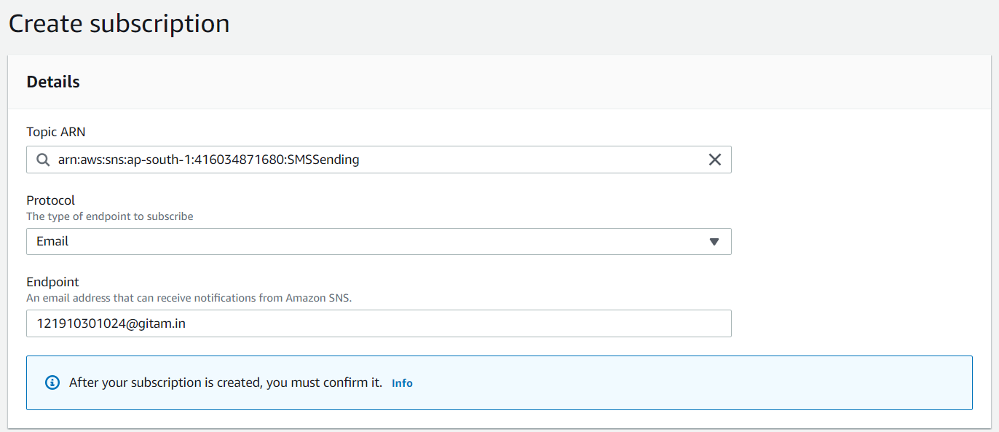 Create subscription
Details
Topic ARN
arn:aws:sns:ap-south-1:416034871680:SMSSending
Protocol
The type of endpoint to subscribe
Email
Endpoint
An email address that can receive notifications from Amazon SNS.
121910301024@gitam.in
After your subscription is created, you must confirm it. Info